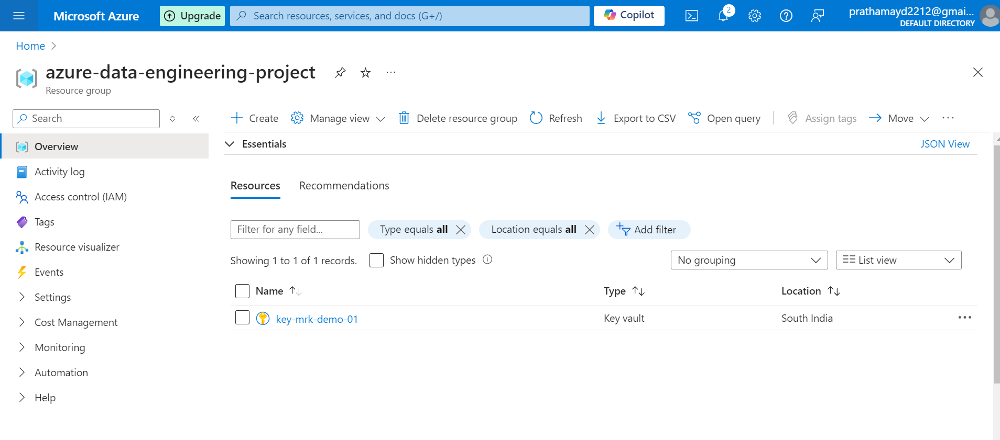 Microsoft Azure
Upgrade
Search resources, services, and docs (G+/)
Copilot
2
prathamayd2212@gmai...
DEFAULT DIRECTORY
Home
azure-data-engineering-project
Resource group
Search
Create
Manage view
Delete resource group
Refresh
Export to CSV
Open query
Assign tags
Move
Overview
Activity log
Access control (IAM)
Tags
Resource visualizer
Events
Settings
Cost Management
Monitoring
Automation
Help
Essentials
JSON View
Resources
Recommendations
Filter for any field...
Type equals all
Location equals all
Add filter
Showing 1 to 1 of 1 records.
Show hidden types
No grouping
List view
Name
Type
Location
key-mrk-demo-01
Key vault
South India